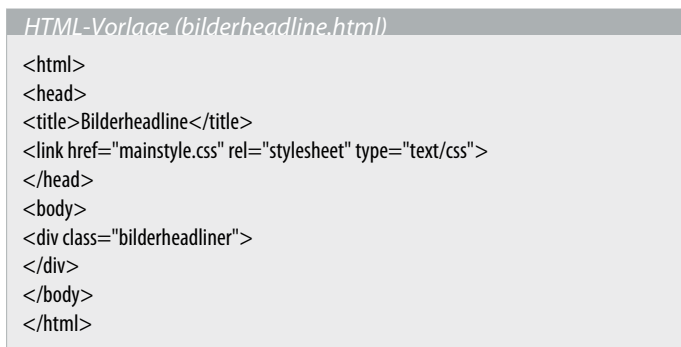 HTML-Vorlage (bilderheadline.html)
<html>
<head>
<title>Bilderheadline</title>
<link href="mainstyle.css" rel="stylesheet" type="text/css">
</head>
<body>
<div class="bilderheadliner">
</div>
</body>
</html>